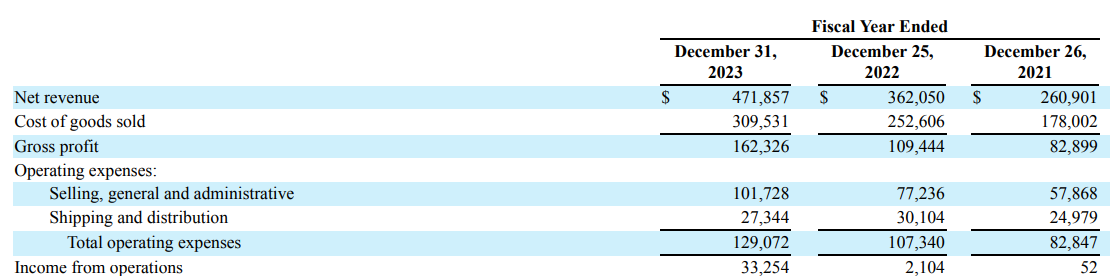 Fiscal Year Ended
December 31, 2023 December 25, 2022 December 26, 2021
Net revenue $ 471,857 $ 362,050 $ 260,901
Cost of goods sold 309,531 252,606 178,002
Gross profit 162,326 109,444 82,899
Operating expenses:
Selling, general and administrative 101,728 77,236 57,868
Shipping and distribution 27,344 30,104 24,979
Total operating expenses 129,072 107,340 82,847
Income from operations 33,254 2,104 52